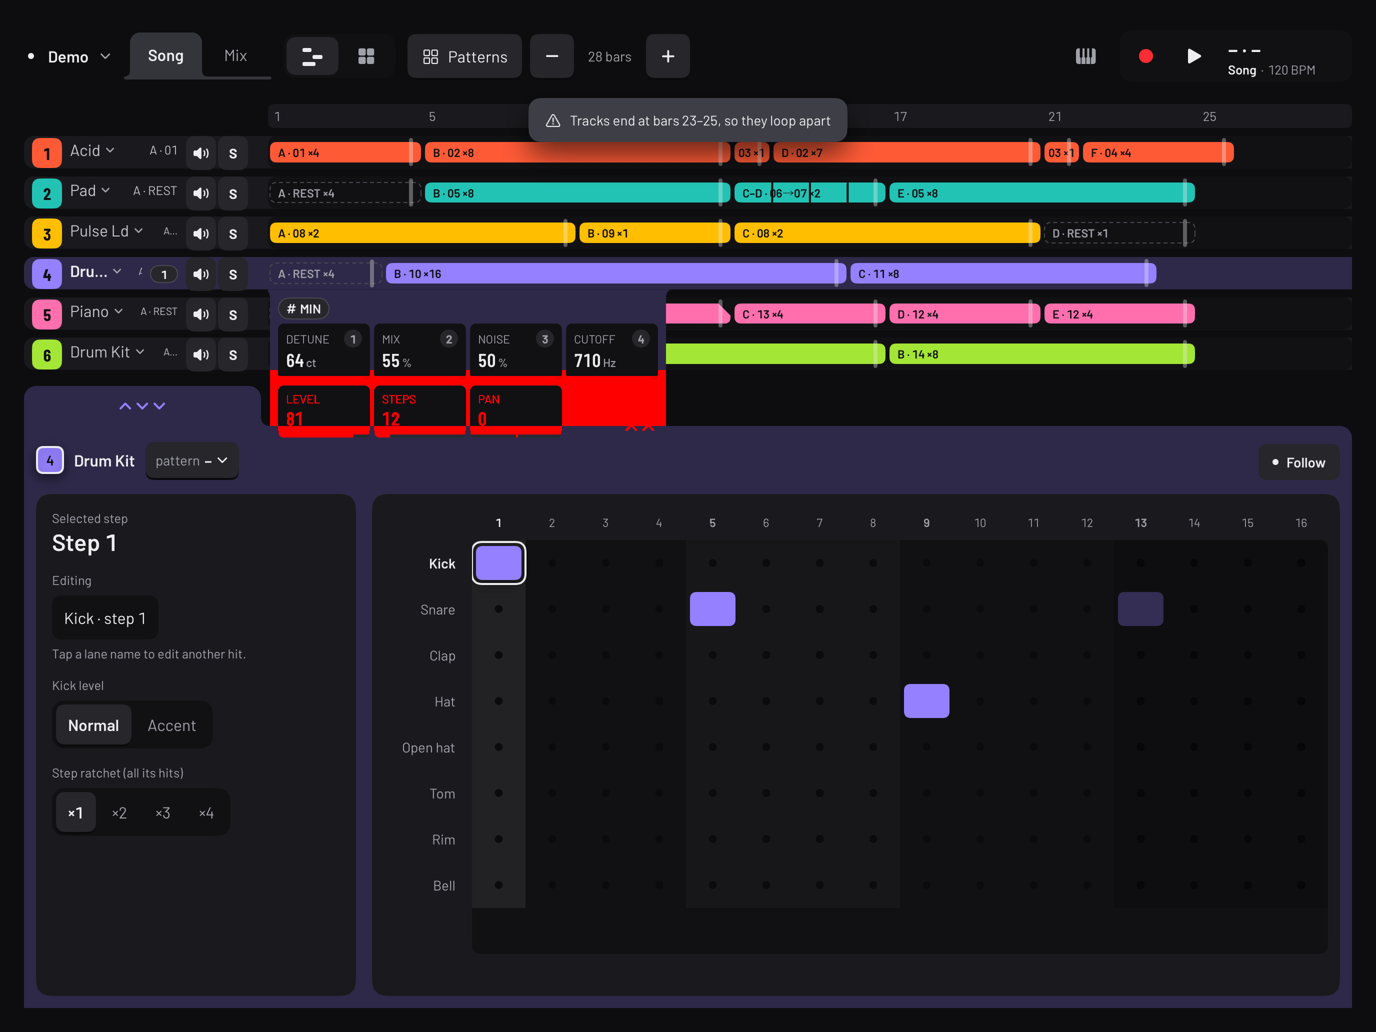 Demo Song Mix Patterns − 28 bars + – · –
Song · 120 BPM
1 5 17 21 25
Tracks end at bars 23–25, so they loop apart
1 Acid A · 01 S A · 01 ×4 B · 02 ×8 03 ×1 D · 02 ×7 03 ×1 F · 04 ×4
2 Pad A · REST S A · REST ×4 B · 05 ×8 C–D · 06→07 ×2 E · 05 ×8
3 Pulse Ld A... S A · 08 ×2 B · 09 ×1 C · 08 ×2 D · REST ×1
4 Dru... 1 S A · REST ×4 B · 10 ×16 C · 11 ×8
5 Piano A · REST S C · 13 ×4 D · 12 ×4 E · 12 ×4
6 Drum Kit A... S B · 14 ×8
# MIN
DETUNE 1 MIX 2 NOISE 3 CUTOFF 4
64 ct 55 % 50 % 710 Hz
LEVEL STEPS PAN
81 12 0
4 Drum Kit pattern – Follow
Selected step
Step 1
Editing
Kick · step 1
Tap a lane name to edit another hit.
Kick level
Normal Accent
Step ratchet (all its hits)
×1 ×2 ×3 ×4
1 2 3 4 5 6 7 8 9 10 11 12 13 14 15 16
Kick
Snare
Clap
Hat
Open hat
Tom
Rim
Bell